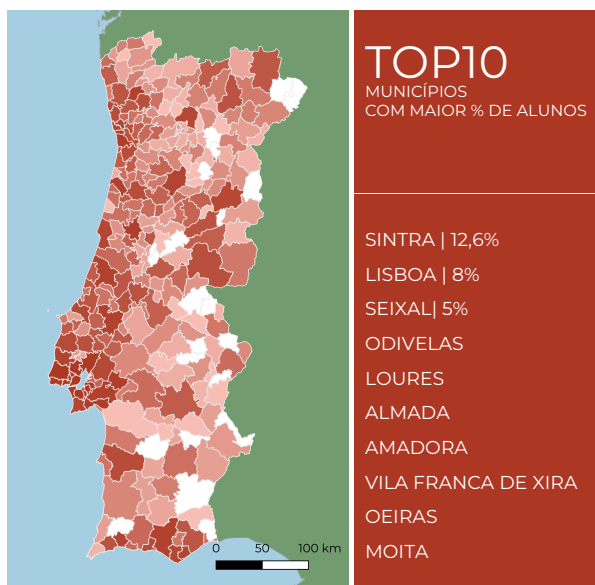 TOP10
MUNICÍPIOS
COM MAIOR % DE ALUNOS
SINTRA | 12,6%
LISBOA | 8%
SEIXAL| 5%
ODIVELAS
LOURES
ALMADA
AMADORA
VILA FRANCA DE XIRA
OEIRAS
MOITA
0 50 100 km